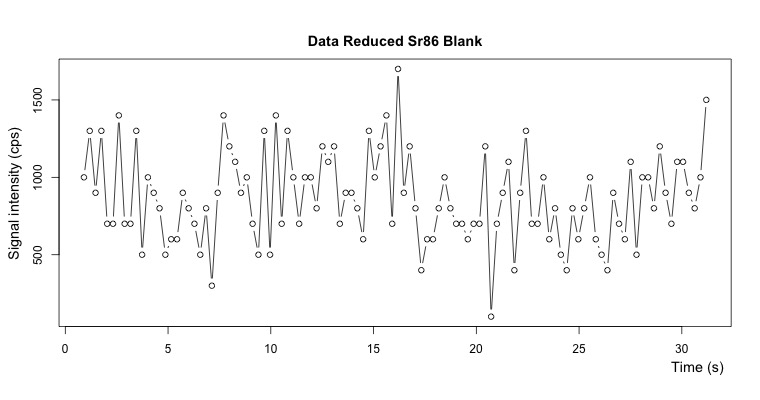 Data Reduced Sr86 Blank
Signal intensity (cps)
1500
1000
500
0 5 10 15 20 25 30
Time (s)